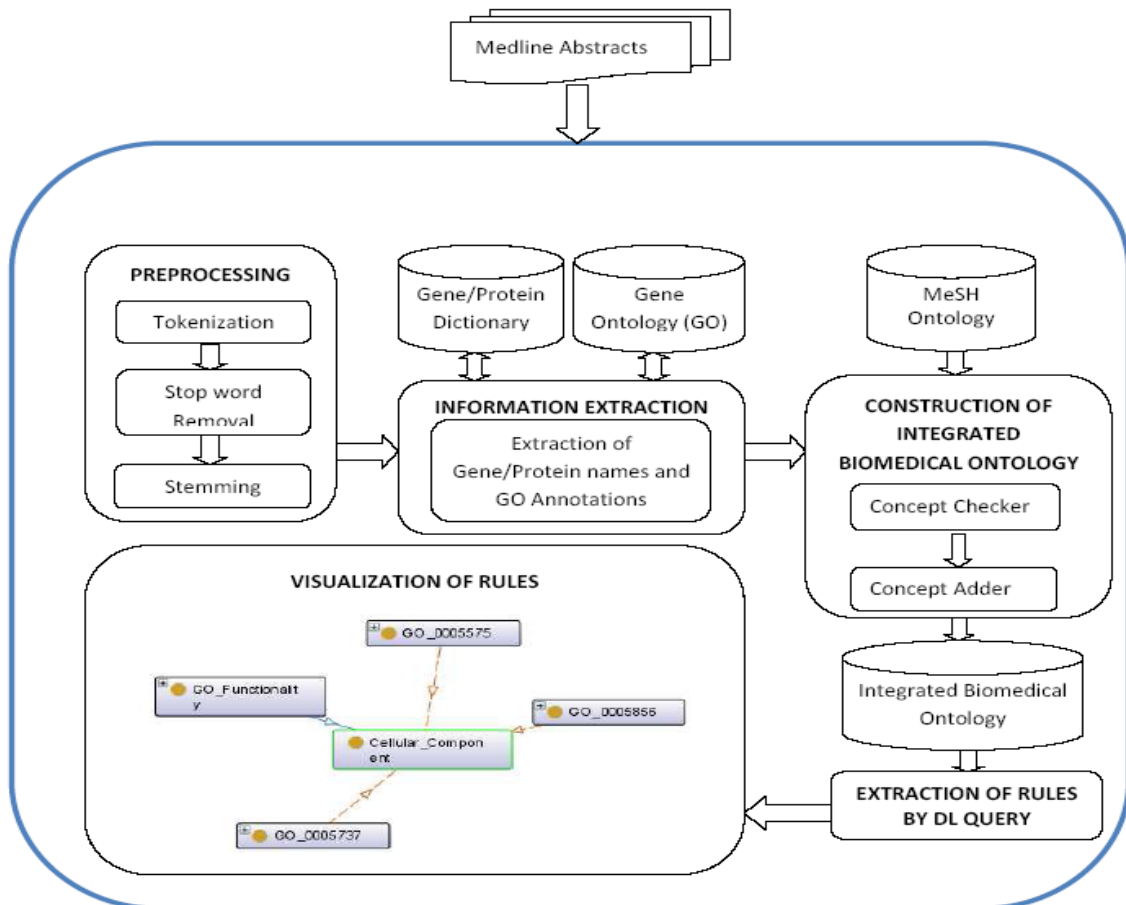 Medline Abstracts
PREPROCESSING
Tokenization
Stop word
Removal
Stemming
Gene/Protein
Dictionary
Gene
Ontology (GO)
INFORMATION EXTRACTION
Extraction of
Gene/Protein names and
GO Annotations
MeSH
Ontology
CONSTRUCTION OF
INTEGRATED
BIOMEDICAL ONTOLOGY
Concept Checker
Concept Adder
Integrated Biomedical
Ontology
EXTRACTION OF RULES
BY DL QUERY
VISUALIZATION OF RULES
GO_0005575
GO_Functionalit
y
GO_0005856
Cellular_Compon
ent
GO_0005737